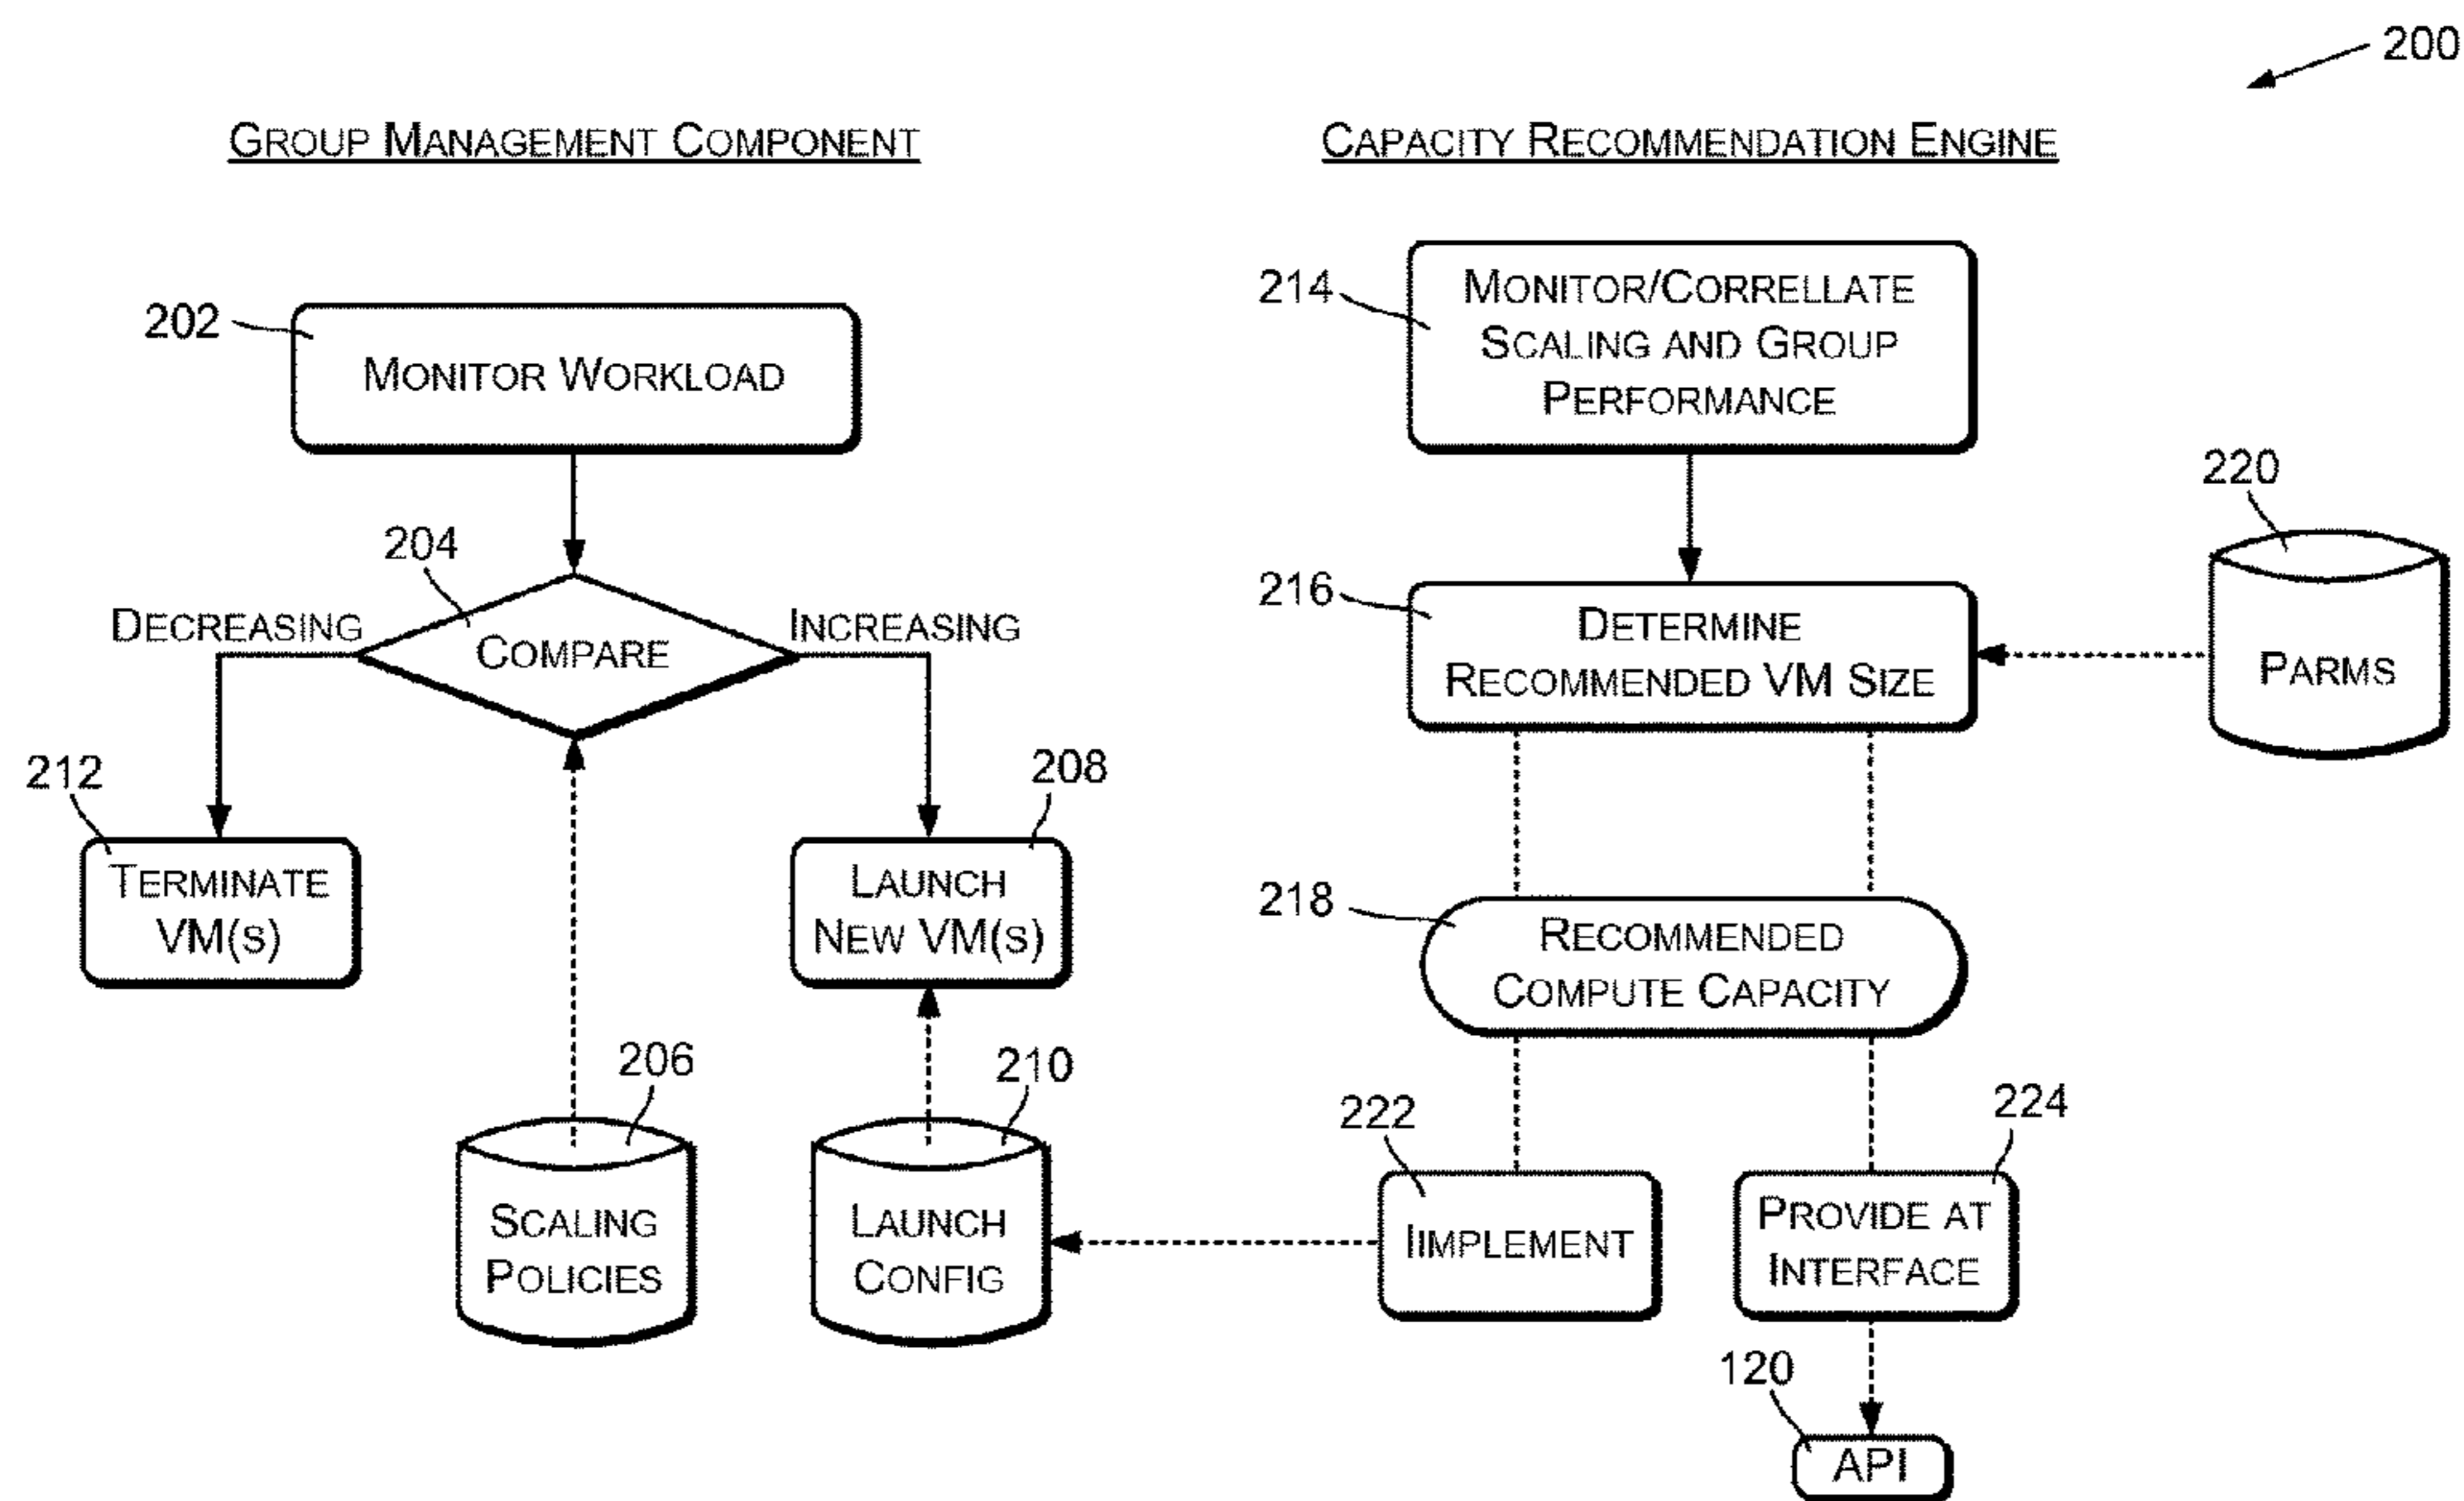 200
GROUP MANAGEMENT COMPONENT
CAPACITY RECOMMENDATION ENGINE
202
MONITOR WORKLOAD
204
DECREASING
COMPARE
INCREASING
212
TERMINATE
VM(S)
208
LAUNCH
NEW VM(S)
206
SCALING
POLICIES
210
LAUNCH
CONFIG
214
MONITOR/CORRELLATE
SCALING AND GROUP
PERFORMANCE
216
DETERMINE
RECOMMENDED VM SIZE
220
PARMS
218
RECOMMENDED
COMPUTE CAPACITY
222
IIMPLEMENT
224
PROVIDE AT
INTERFACE
120
API